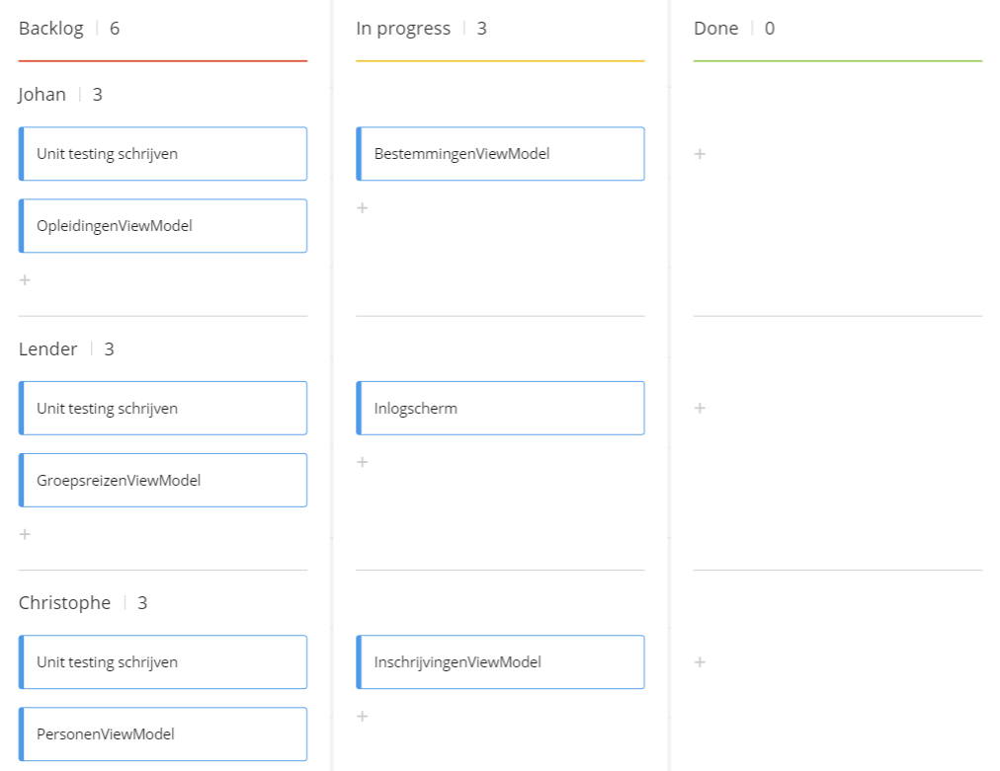 Backlog 6
In progress 3
Done 0
Johan 3
Unit testing schrijven
BestemmingenViewModel
+
OpleidingenViewModel
+
+
Lender 3
Unit testing schrijven
Inlogscherm
+
GroepsreizenViewModel
+
+
Christophe 3
Unit testing schrijven
InschrijvingenViewModel
+
PersonenViewModel
+